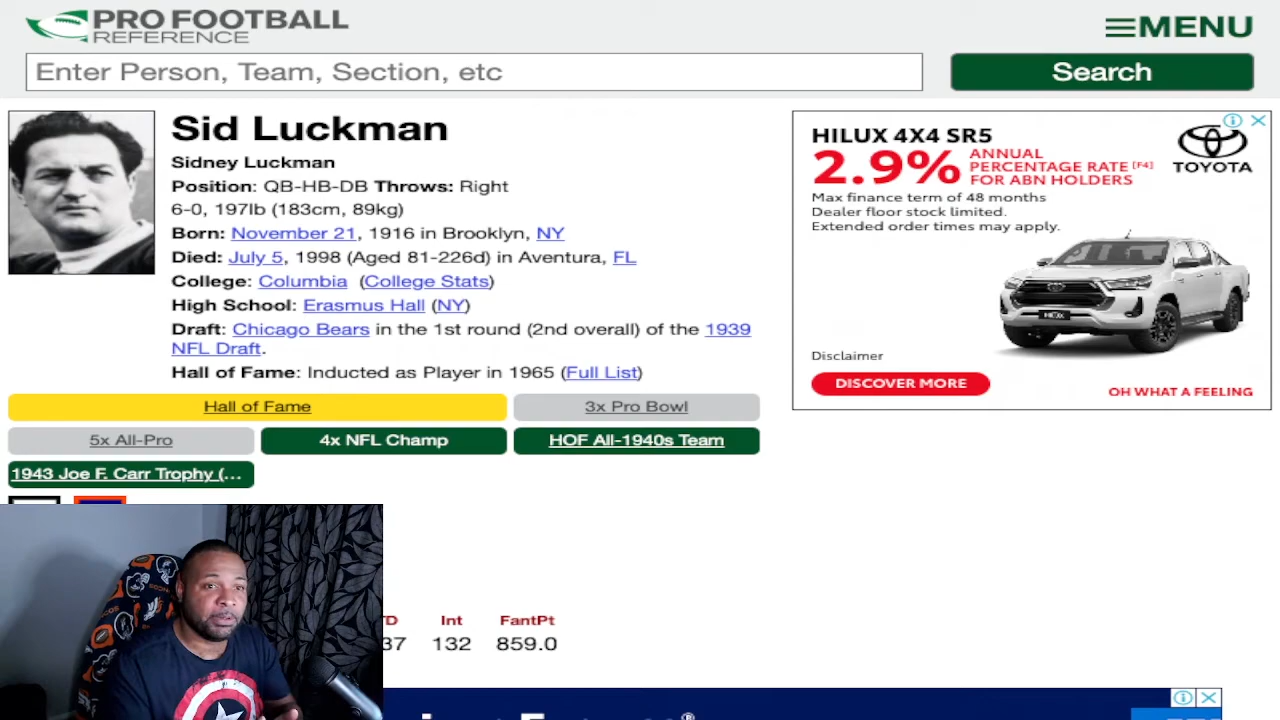 PRO FOOTBALL
REFERENCE
MENU
Enter Person, Team, Section, etc
Search
Sid Luckman
Sidney Luckman
Position: QB-HB-DB Throws: Right
6-0, 197lb (183cm, 89kg)
Born: November 21, 1916 in Brooklyn, NY
Died: July 5, 1998 (Aged 81-226d) in Aventura, FL
College: Columbia (College Stats)
High School: Erasmus Hall (NY)
Draft: Chicago Bears in the 1st round (2nd overall) of the 1939
NFL Draft.
Hall of Fame: Inducted as Player in 1965 (Full List)
Hall of Fame
3x Pro Bowl
5x All-Pro
4x NFL Champ
HOF All-1940s Team
1943 Joe F. Carr Trophy (...
HILUX 4X4 SR5
2.9% ANNUAL
PERCENTAGE RATE [F4]
FOR ABN HOLDERS
TOYOTA
Max finance term of 48 months
Dealer floor stock limited.
Extended order times may apply.
HILUX
Disclaimer
DISCOVER MORE
OH WHAT A FEELING
Int FantPt
132 859.0